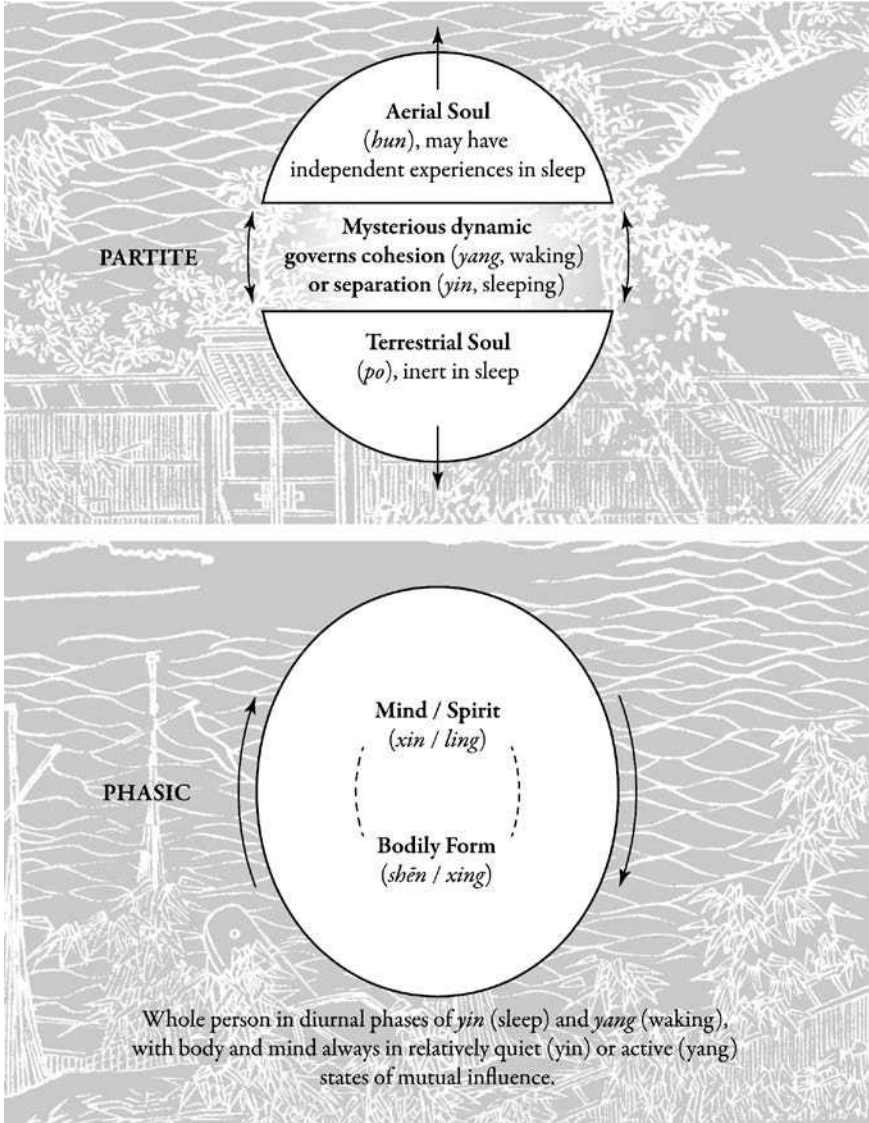 Aerial Soul
(hun), may have
independent experiences in sleep
PARTITE
Mysterious dynamic
governs cohesion (yang, waking)
or separation (yin, sleeping)
Terrestrial Soul
(po), inert in sleep
Mind / Spirit
(xin / ling)
PHASIC
Bodily Form
(shēn / xing)
Whole person in diurnal phases of yin (sleep) and yang (waking),
with body and mind always in relatively quiet (yin) or active (yang)
states of mutual influence.